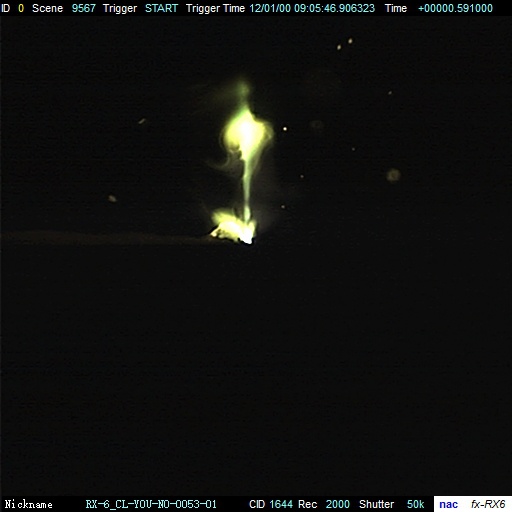 ID 0 Scene 9567 Trigger START Trigger Time 12/01/00 09:05:46.906323 Time +00000.591000
Nickname RX-6_CL-YOU-NO-0053-01 CID 1644 Rec 2000 Shutter 50k nac fx-RX6